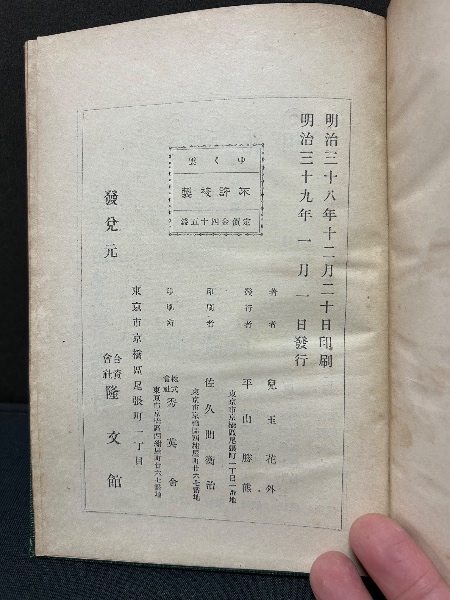 明治三十八年十二月二十日印刷
明治三十九年一月一日發行
ゆく雲
不許複製
定價金四十五錢
著者　兒玉花外
發行者　平山勝熊
東京市京橋區尾張町二丁目一番地
印刷者　佐久間衡治
東京市京橋區西紺屋町廿六七番地
印刷所　株式會社　秀英舍
東京市京橋區西紺屋町廿六七番地
東京市京橋區尾張町二丁目
發兌元　合資會社　隆文館